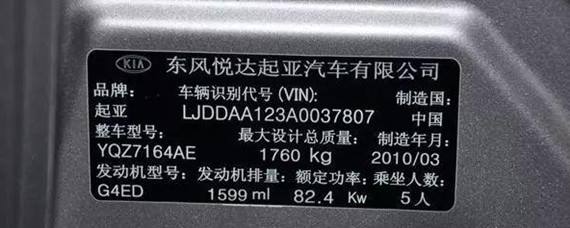 KIA 东风悦达起亚汽车有限公司
品牌: 车辆识别代号(VIN): 制造国:
起亚 LJDDAA123A0037807 中国
整车型号: 最大设计总质量: 制造年月:
YQZ7164AE 1760 kg 2010/03
发动机型号: 发动机排量: 额定功率: 乘坐人数:
G4ED 1599 ml 82.4 Kw 5人